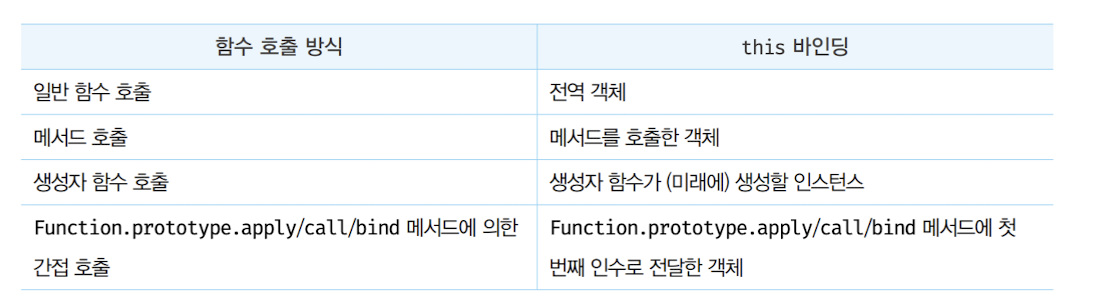 함수 호출 방식
this 바인딩
일반 함수 호출
전역 객체
메서드 호출
메서드를 호출한 객체
생성자 함수 호출
생성자 함수가 (미래에) 생성할 인스턴스
Function.prototype.apply/call/bind 메서드에 의한
간접 호출
Function.prototype.apply/call/bind 메서드에 첫
번째 인수로 전달한 객체